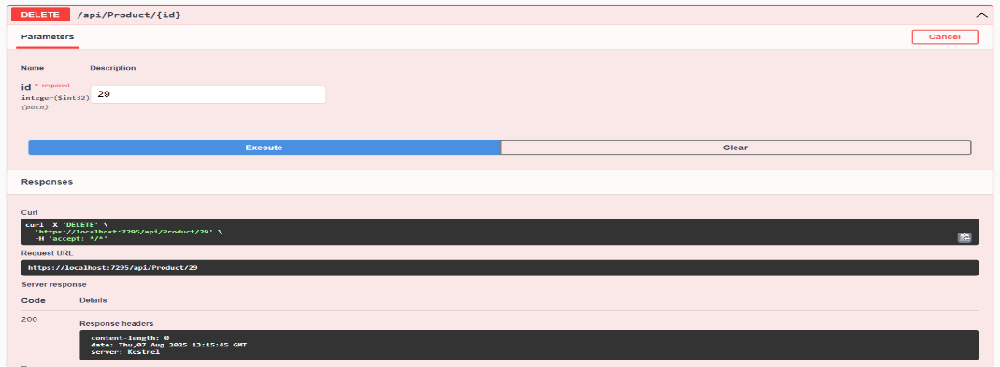 DELETE /api/Product/{id}
Parameters Cancel
Name Description
id * required
integer($int32)
(path)
29
Execute Clear
Responses
Curl
curl -X 'DELETE' \
'https://localhost:7295/api/Product/29' \
-H 'accept: */*'
Request URL
https://localhost:7295/api/Product/29
Server response
Code Details
200
Response headers
content-length: 0
date: Thu,07 Aug 2025 13:15:45 GMT
server: Kestrel